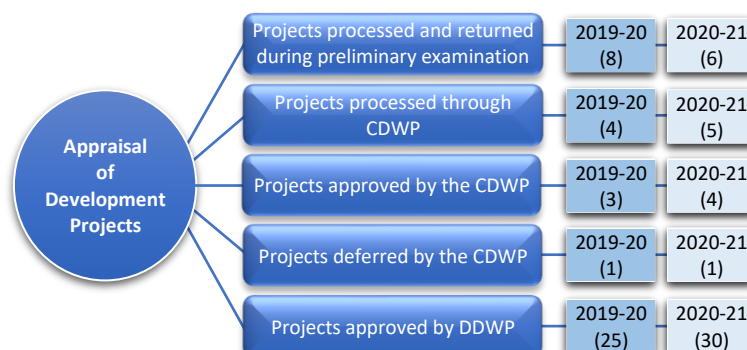 Appraisal
of
Development
Projects
Projects processed and returned
during preliminary examination
2019-20
(8)
2020-21
(6)
Projects processed through
CDWP
2019-20
(4)
2020-21
(5)
Projects approved by the CDWP
2019-20
(3)
2020-21
(4)
Projects deferred by the CDWP
2019-20
(1)
2020-21
(1)
Projects approved by DDWP
2019-20
(25)
2020-21
(30)